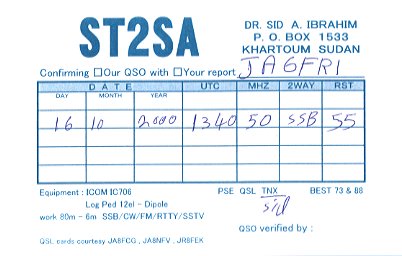 ST2SA
DR. SID A. IBRAHIM
P. O. BOX 1533
KHARTOUM SUDAN
Confirming □Our QSO with □Your report JA6FRI
DATE UTC MHZ 2WAY RST
DAY MONTH YEAR
16 10 2000 1340 50 SSB 55
Equipment : ICOM IC706 PSE QSL TNX BEST 73 & 88
Log Ped 12el - Dipole Sid
work 80m - 6m SSB/CW/FM/RTTY/SSTV
QSO verified by :
QSL cards courtesy JA8FCG , JA8NFV , JR8FEK